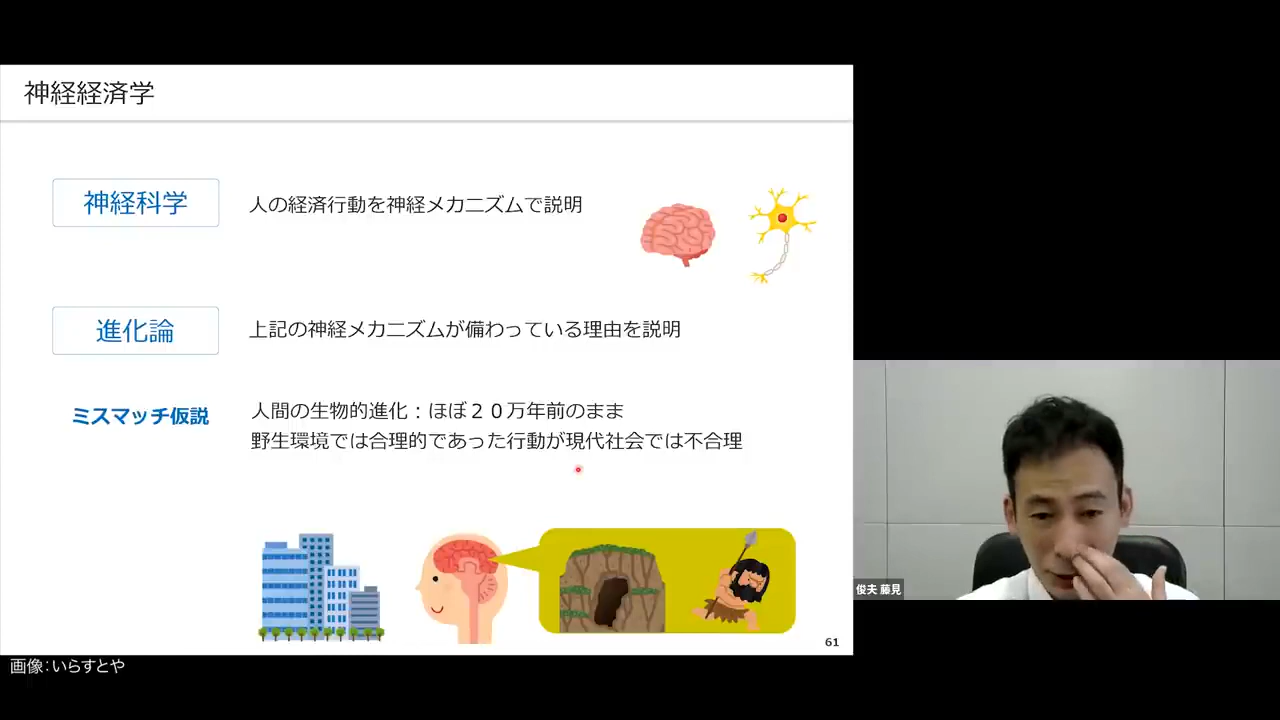 神経経済学
神経科学
人の経済行動を神経メカニズムで説明
進化論
上記の神経メカニズムが備わっている理由を説明
ミスマッチ仮説
人間の生物的進化：ほぼ２０万年前のまま
野生環境では合理的であった行動が現代社会では不合理
61
俊夫 藤見
画像：いらすとや